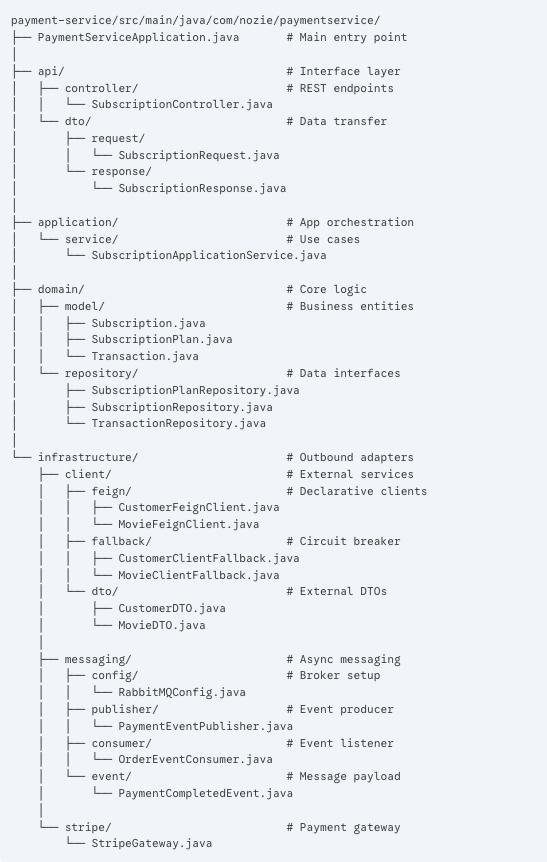 payment-service/src/main/java/com/nozie/paymentservice/
├── PaymentServiceApplication.java       # Main entry point
│
├── api/                                 # Interface layer
│   ├── controller/                      # REST endpoints
│   │   └── SubscriptionController.java
│   └── dto/                             # Data transfer
│       ├── request/
│       │   └── SubscriptionRequest.java
│       └── response/
│           └── SubscriptionResponse.java
│
├── application/                         # App orchestration
│   └── service/                         # Use cases
│       └── SubscriptionApplicationService.java
│
├── domain/                              # Core logic
│   ├── model/                           # Business entities
│   │   ├── Subscription.java
│   │   ├── SubscriptionPlan.java
│   │   └── Transaction.java
│   └── repository/                      # Data interfaces
│       ├── SubscriptionPlanRepository.java
│       ├── SubscriptionRepository.java
│       └── TransactionRepository.java
│
└── infrastructure/                      # Outbound adapters
    ├── client/                          # External services
    │   ├── feign/                       # Declarative clients
    │   │   ├── CustomerFeignClient.java
    │   │   └── MovieFeignClient.java
    │   ├── fallback/                    # Circuit breaker
    │   │   ├── CustomerClientFallback.java
    │   │   └── MovieClientFallback.java
    │   └── dto/                         # External DTOs
    │       ├── CustomerDTO.java
    │       └── MovieDTO.java
    │
    ├── messaging/                       # Async messaging
    │   ├── config/                      # Broker setup
    │   │   └── RabbitMQConfig.java
    │   ├── publisher/                   # Event producer
    │   │   └── PaymentEventPublisher.java
    │   ├── consumer/                    # Event listener
    │   │   └── OrderEventConsumer.java
    │   └── event/                       # Message payload
    │       └── PaymentCompletedEvent.java
    │
    └── stripe/                          # Payment gateway
        └── StripeGateway.java